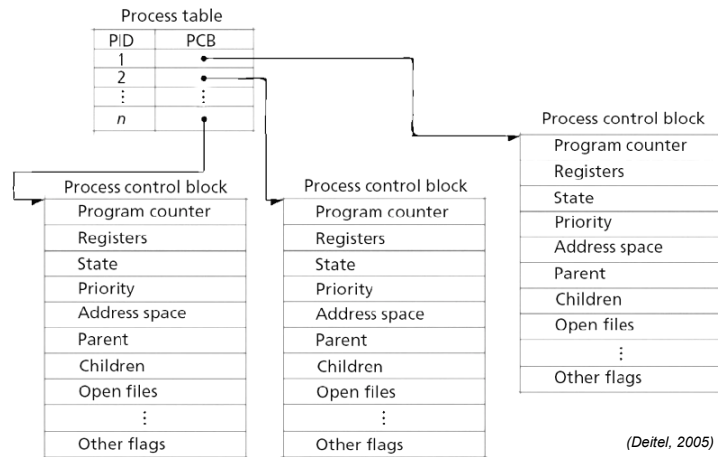 Process table
PID PCB
1
2
⋮ ⋮
n
Process control block
Program counter
Registers
State
Priority
Address space
Parent
Children
Open files
⋮
Other flags
Process control block
Program counter
Registers
State
Priority
Address space
Parent
Children
Open files
⋮
Other flags
Process control block
Program counter
Registers
State
Priority
Address space
Parent
Children
Open files
⋮
Other flags
(Deitel, 2005)